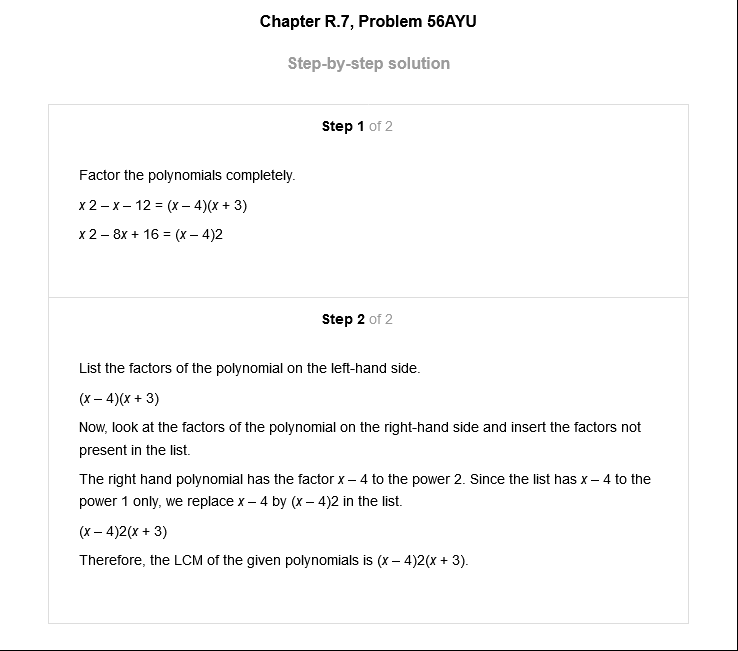 Chapter R.7, Problem 56AYU
Step-by-step solution
Step 1 of 2
Factor the polynomials completely.
x 2 – x – 12 = (x – 4)(x + 3)
x 2 – 8x + 16 = (x – 4)2
Step 2 of 2
List the factors of the polynomial on the left-hand side.
(x – 4)(x + 3)
Now, look at the factors of the polynomial on the right-hand side and insert the factors not
present in the list.
The right hand polynomial has the factor x – 4 to the power 2. Since the list has x – 4 to the
power 1 only, we replace x – 4 by (x – 4)2 in the list.
(x – 4)2(x + 3)
Therefore, the LCM of the given polynomials is (x – 4)2(x + 3).